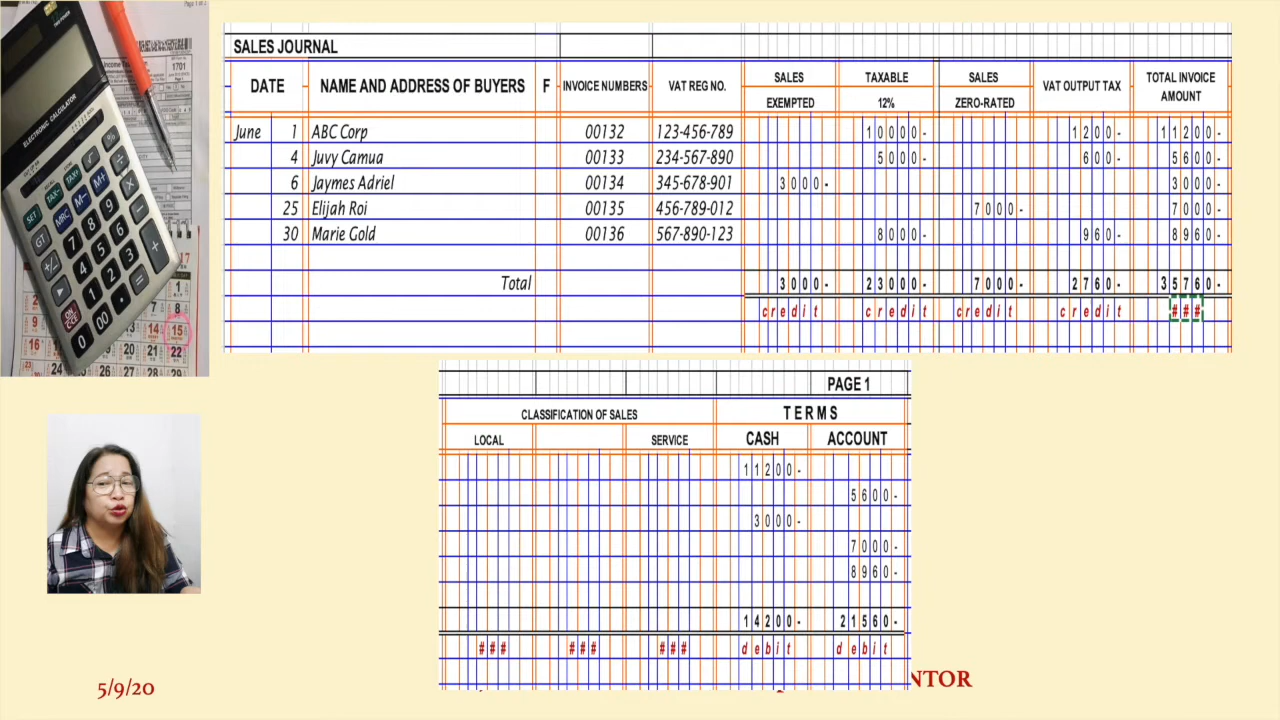 SALES JOURNAL
DATE NAME AND ADDRESS OF BUYERS F INVOICE NUMBERS VAT REG NO. SALES EXEMPTED TAXABLE 12% SALES ZERO-RATED VAT OUTPUT TAX TOTAL INVOICE AMOUNT
June 1 ABC Corp 00132 123-456-789 10000- 1200- 11200-
4 Juvy Camua 00133 234-567-890 5000- 600- 5600-
6 Jaymes Adriel 00134 345-678-901 3000- 3000-
25 Elijah Roi 00135 456-789-012 7000- 7000-
30 Marie Gold 00136 567-890-123 8000- 960- 8960-
Total 3000- 23000- 7000- 2760- 35760-
credit credit credit credit ###
PAGE 1
CLASSIFICATION OF SALES TERMS
LOCAL SERVICE CASH ACCOUNT
11200-
5600-
3000-
7000-
8960-
14200- 21560-
### ### ### debit debit
5/9/20
NTOR
1701
ELECTRONIC CALCULATOR